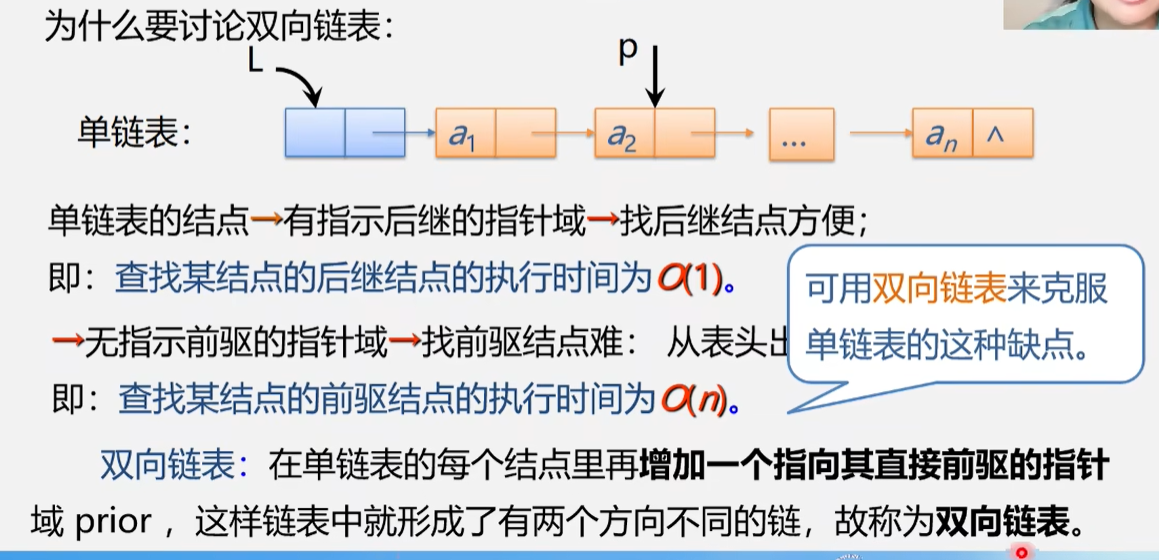 为什么要讨论双向链表：
L
p
单链表：
a1 a2 … an ∧
单链表的结点→有指示后继的指针域→找后继结点方便；
即：查找某结点的后继结点的执行时间为O(1)。
→无指示前驱的指针域→找前驱结点难： 从表头出
即：查找某结点的前驱结点的执行时间为O(n)。
可用双向链表来克服
单链表的这种缺点。
双向链表：在单链表的每个结点里再增加一个指向其直接前驱的指针
域 prior ，这样链表中就形成了有两个方向不同的链，故称为双向链表。